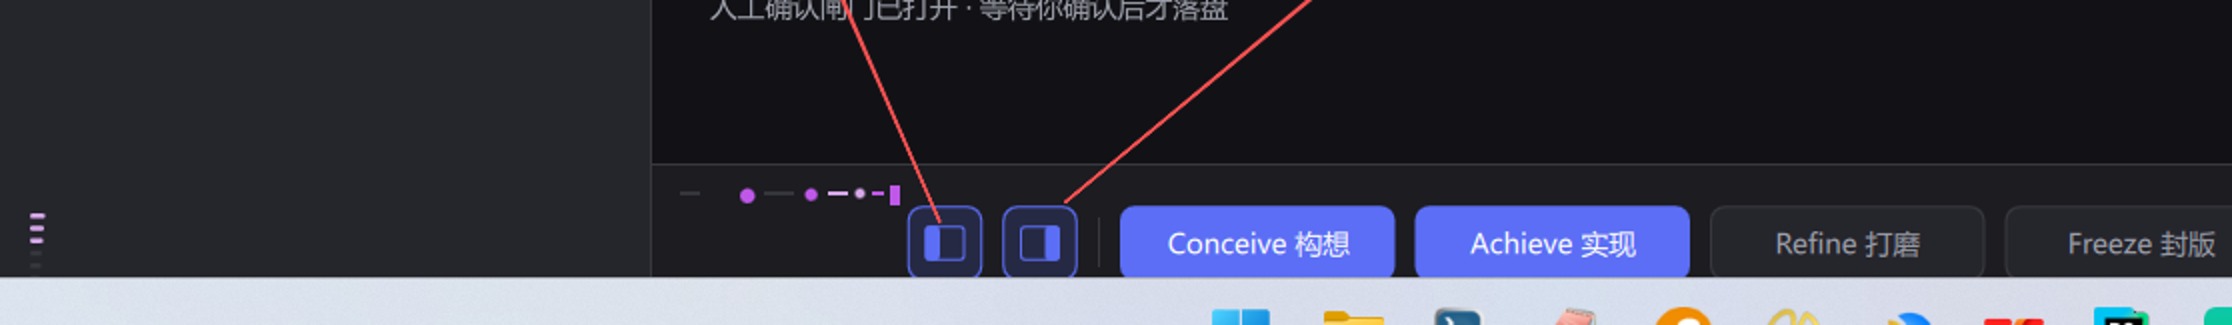 人工确认闸门已打开 · 等待你确认后才落盘
Conceive 构想
Achieve 实现
Refine 打磨
Freeze 封版